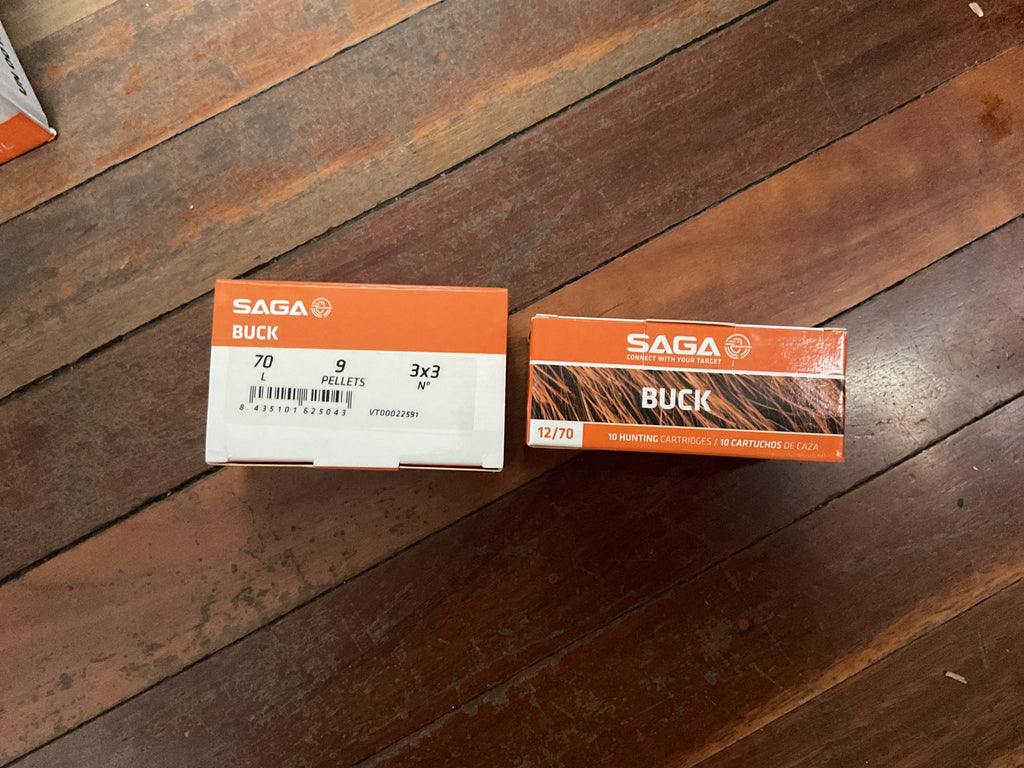 SAGA
BUCK
70 9 3x3
L PELLETS Nº
8 435101 625043 VT00022591
SAGA
CONNECT WITH YOUR TARGET
BUCK
12/70 10 HUNTING CARTRIDGES / 10 CARTUCHOS DE CAZA